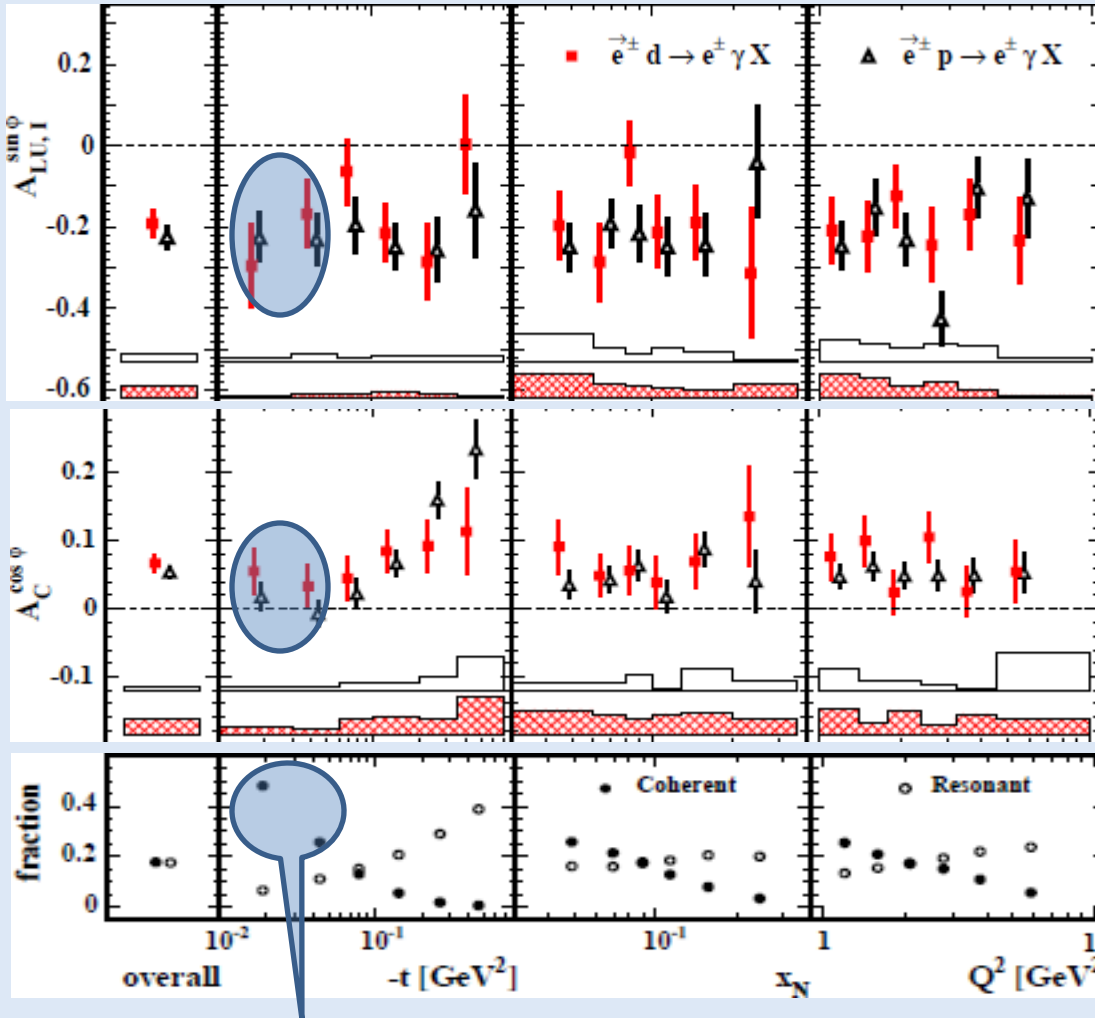 0.2
0
-0.2
-0.4
-0.6
A_{LU, I}^{sin φ}
e⃗^± d → e^± γ X
e⃗^± p → e^± γ X
0.2
0.1
0
-0.1
A_C^{cos φ}
0.4
0.2
0
fraction
Coherent
Resonant
10^{-2}
10^{-1}
10^{-1}
1
1
overall
-t [GeV^2]
x_N
Q^2 [GeV^2